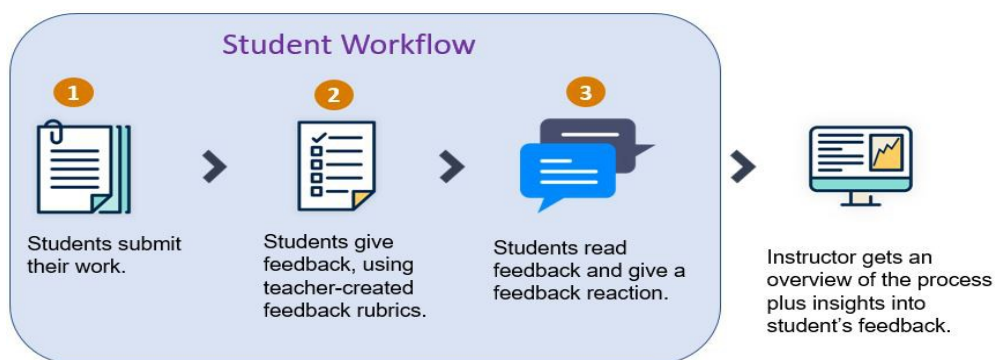 Student Workflow
1
Students submit
their work.
2
Students give
feedback, using
teacher-created
feedback rubrics.
3
Students read
feedback and give a
feedback reaction.
Instructor gets an
overview of the process
plus insights into
student’s feedback.